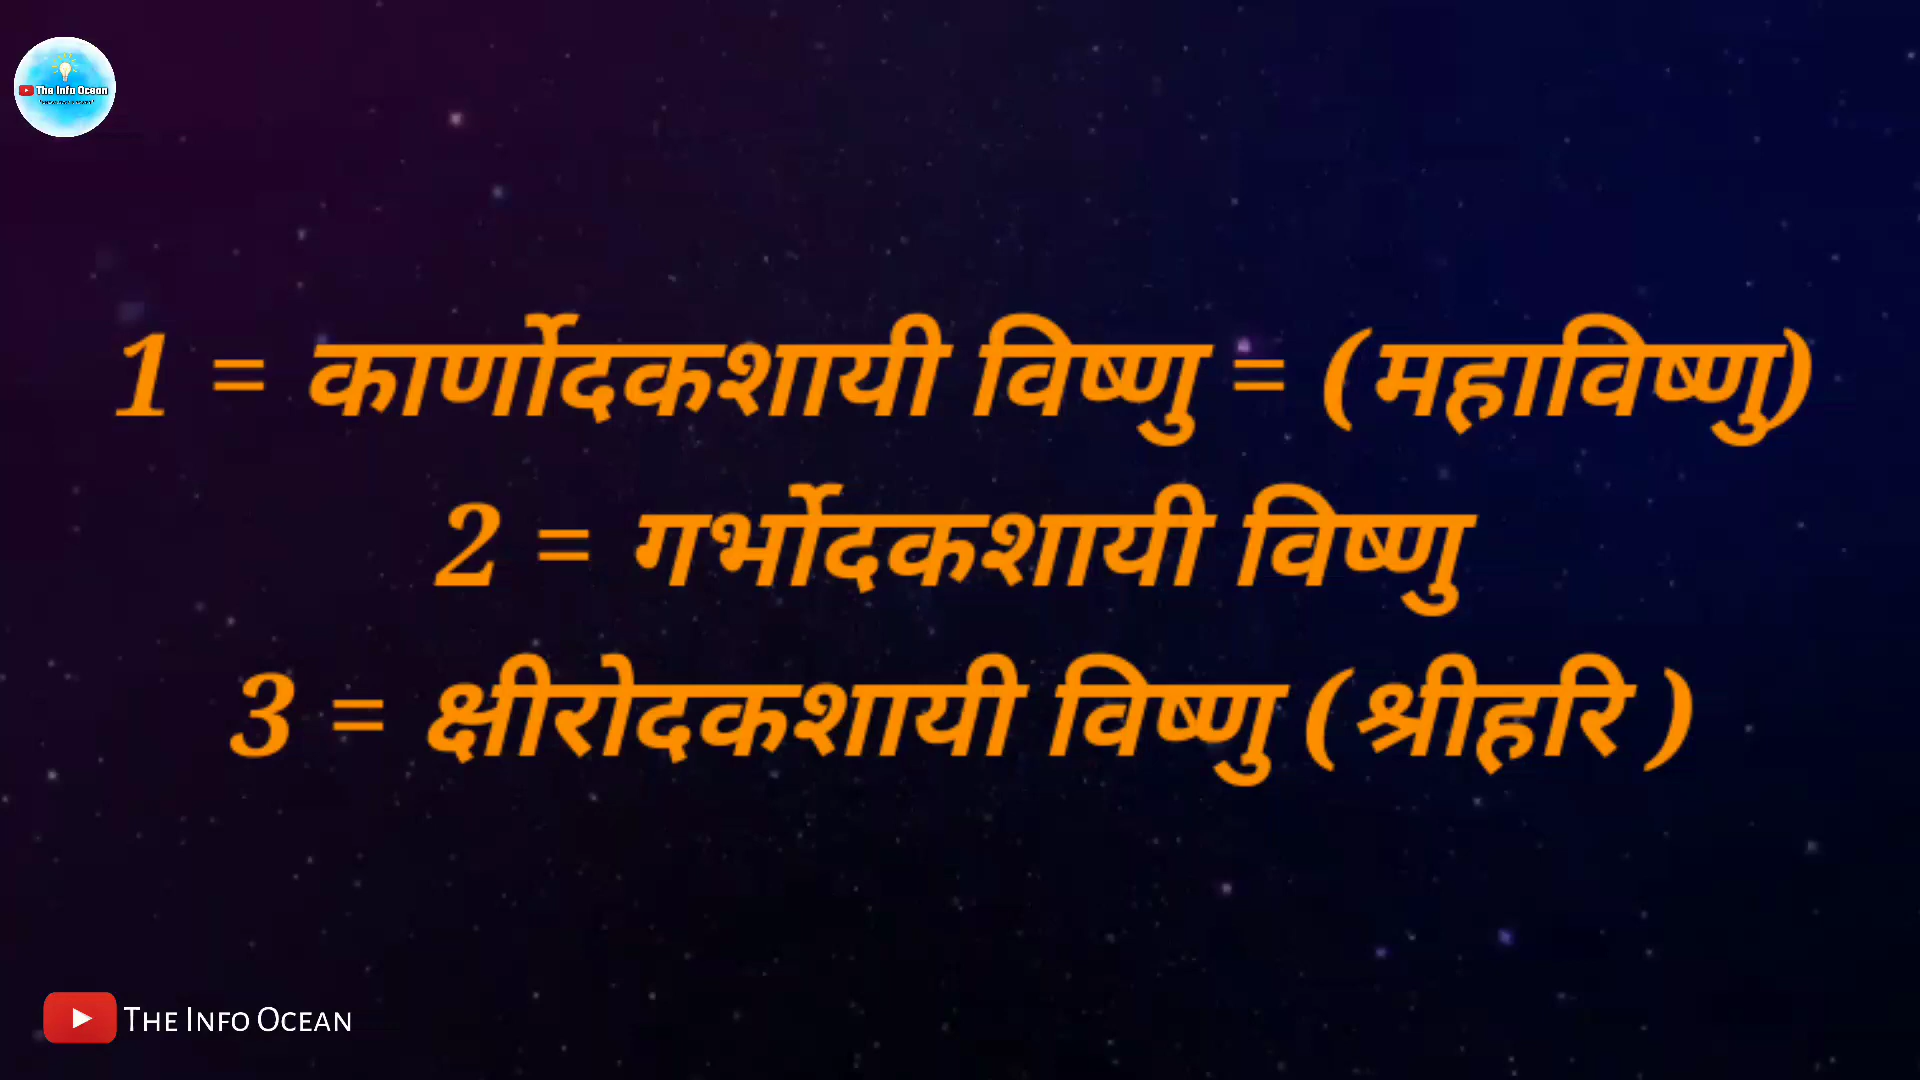 The Info Ocean
1 = कार्णोदकशायी विष्णु = (महाविष्णु)
2 = गर्भोदकशायी विष्णु
3 = क्षीरोदकशायी विष्णु (श्रीहरि )
The Info Ocean